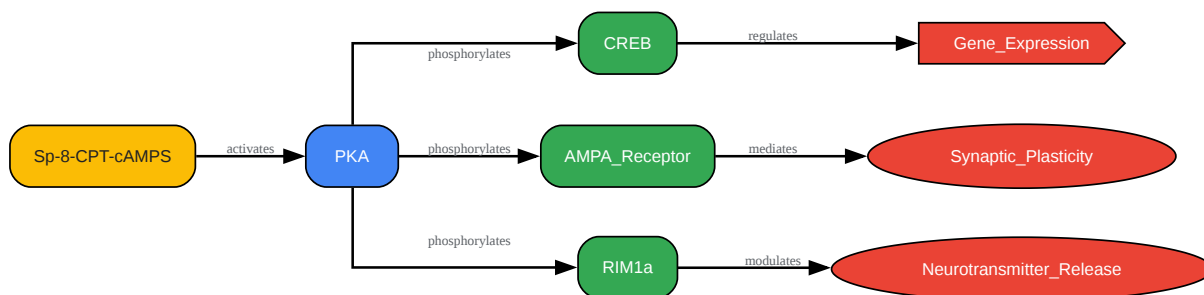 CREB
regulates
Gene_Expression
phosphorylates
Sp-8-CPT-cAMPS
activates
PKA
phosphorylates
AMPA_Receptor
mediates
Synaptic_Plasticity
phosphorylates
RIM1a
modulates
Neurotransmitter_Release